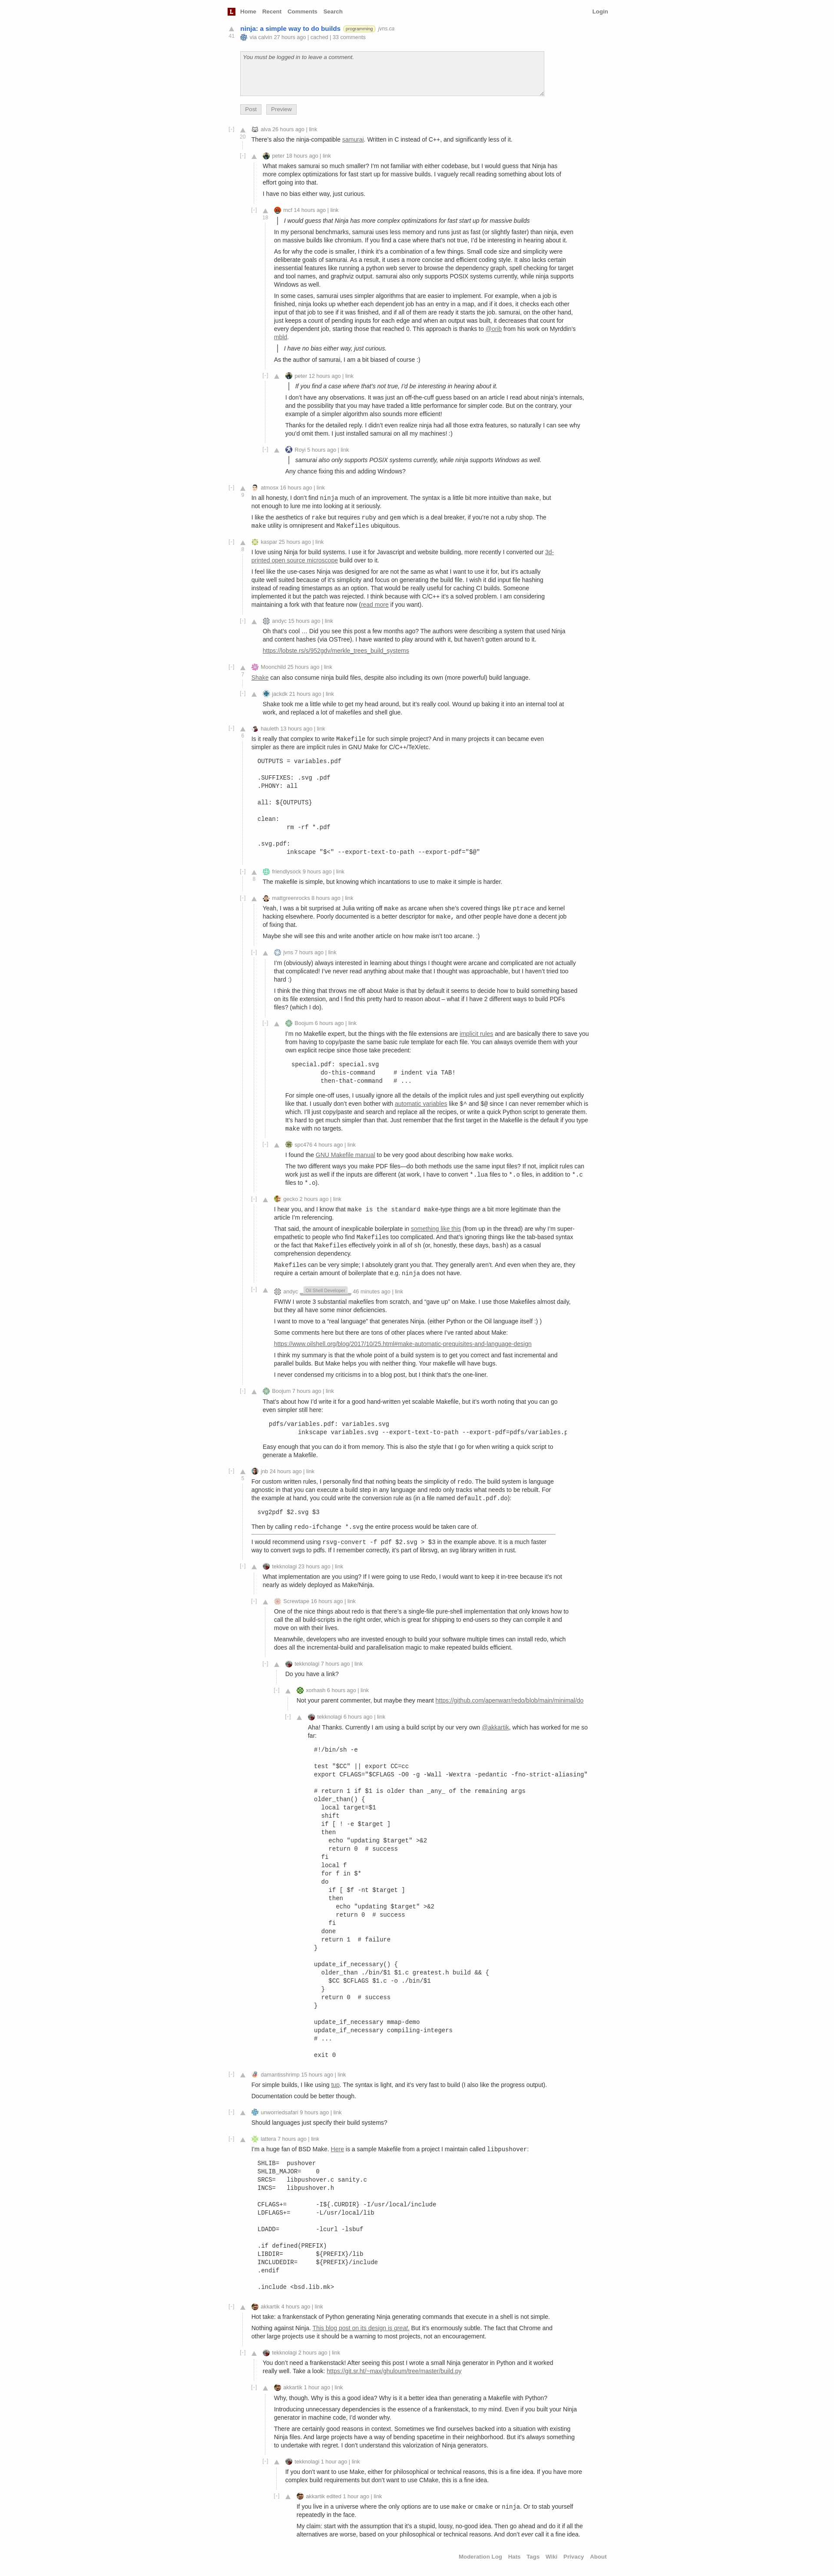 L Home Recent Comments Search Login
ninja: a simple way to do builds programming jvns.ca
41 via calvin 27 hours ago | cached | 33 comments
You must be logged in to leave a comment.
Post Preview
[-] alva 26 hours ago | link
20
There's also the ninja-compatible samurai. Written in C instead of C++, and significantly less of it.
[-] peter 18 hours ago | link
What makes samurai so much smaller? I'm not familiar with either codebase, but I would guess that Ninja has
more complex optimizations for fast start up for massive builds. I vaguely recall reading something about lots of
effort going into that.
I have no bias either way, just curious.
[-] mcf 14 hours ago | link
18
I would guess that Ninja has more complex optimizations for fast start up for massive builds
In my personal benchmarks, samurai uses less memory and runs just as fast (or slightly faster) than ninja, even
on massive builds like chromium. If you find a case where that's not true, I'd be interesting in hearing about it.
As for why the code is smaller, I think it's a combination of a few things. Small code size and simplicity were
deliberate goals of samurai. As a result, it uses a more concise and efficient coding style. It also lacks certain
inessential features like running a python web server to browse the dependency graph, spell checking for target
and tool names, and graphviz output. samurai also only supports POSIX systems currently, while ninja supports
Windows as well.
In some cases, samurai uses simpler algorithms that are easier to implement. For example, when a job is
finished, ninja looks up whether each dependent job has an entry in a map, and if it does, it checks each other
input of that job to see if it was finished, and if all of them are ready it starts the job. samurai, on the other hand,
just keeps a count of pending inputs for each edge and when an output was built, it decreases that count for
every dependent job, starting those that reached 0. This approach is thanks to @orib from his work on Myrddin's
mbld.
I have no bias either way, just curious.
As the author of samurai, I am a bit biased of course :)
[-] peter 12 hours ago | link
If you find a case where that's not true, I'd be interesting in hearing about it.
I don't have any observations. It was just an off-the-cuff guess based on an article I read about ninja's internals,
and the possibility that you may have traded a little performance for simpler code. But on the contrary, your
example of a simpler algorithm also sounds more efficient!
Thanks for the detailed reply. I didn't even realize ninja had all those extra features, so naturally I can see why
you'd omit them. I just installed samurai on all my machines! :)
[-] Royi 5 hours ago | link
samurai also only supports POSIX systems currently, while ninja supports Windows as well.
Any chance fixing this and adding Windows?
[-] allmosr 16 hours ago | link
In all honesty, I don't find ninja much of an improvement. The syntax is a little bit more intuitive than make, but
not enough to lure me into looking at it seriously.
I like the aesthetics of rake but requires ruby and gem which is a deal breaker, if you're not a ruby shop. The
make utility is omnipresent and Makefiles ubiquitous.
[-] kaspar 25 hours ago | link
I love using Ninja for build systems. I use it for Javascript and website building, more recently I converted our 3d-
printed open source microscope build over to it.
I feel like the use-cases Ninja was designed for are not the same as what I want to use it for, but it's actually
quite well suited because of it's simplicity and focus on generating the build file. I wish it did input file hashing
instead of reading timestamps as an option. That would be really useful for caching CI builds. Someone
implemented it but the patch was rejected. I think because with C/C++ it's a solved problem. I am considering
maintaining a fork with that feature now (read more if you want).
[-] andyc 15 hours ago | link
Oh that's cool … Did you see this post a few months ago? The authors were describing a system that used Ninja
and content hashes (via OSTree). I have wanted to play around with it, but haven't gotten around to it.
https://lobste.rs/s/952gdv/merkle_trees_build_systems
[-] Moonchild 25 hours ago | link
7
Shake can also consume ninja build files, despite also including its own (more powerful) build language.
[-] jackdk 21 hours ago | link
Shake took me a little while to get my head around, but it's really cool. Wound up baking it into an internal tool at
work, and replaced a lot of makefiles and shell glue.
[-] hauleth 13 hours ago | link
6
Is it really that complex to write Makefile for such simple project? And in many projects it can became even
simpler as there are implicit rules in GNU Make for C/C++/TeX/etc.
OUTPUTS = variables.pdf
.SUFFIXES: .svg .pdf
.PHONY: all
all: ${OUTPUTS}
clean:
rm -rf *.pdf
.svg.pdf:
inkscape "$<" --export-text-to-path --export-pdf="$@"
[-] friendlysock 9 hours ago | link
The makefile is simple, but knowing which incantations to use to make it simple is harder.
[-] mattgreenrocks 8 hours ago | link
Yeah, I was a bit surprised at Julia writing off make as arcane when she's covered things like ptrace and kernel
hacking elsewhere. Poorly documented is a better descriptor for make, and other people have done a decent job
of fixing that.
Maybe she will see this and write another article on how make isn't too arcane. :)
[-] jvns 7 hours ago | link
I'm (obviously) always interested in learning about things I thought were arcane and complicated are not actually
that complicated! I've never read anything about make that I thought was approachable, but I haven't tried too
hard :)
I think the thing that throws me off about Make is that by default it seems to decide how to build something based
on its file extension, and I find this pretty hard to reason about – what if I have 2 different ways to build PDFs
files? (which I do).
[-] Boojum 6 hours ago | link
I'm no Makefile expert, but the things with the file extensions are implicit rules and are basically there to save you
from having to copy/paste the same basic rule template for each file. You can always override them with your
own explicit recipe since those take precedent:
special.pdf: special.svg
do-this-command # indent via TAB!
then-that-command # ...
For simple one-off uses, I usually ignore all the details of the implicit rules and just spell everything out explicitly
like that. I usually don't even bother with automatic variables like $^ and $@ since I can never remember which is
which. I'll just copy/paste and search and replace all the recipes, or write a quick Python script to generate them.
It's hard to get much simpler than that. Just remember that the first target in the Makefile is the default if you type
make with no targets.
[-] spc476 4 hours ago | link
I found the GNU Makefile manual to be very good about describing how make works.
The two different ways you make PDF files—do both methods use the same input files? If not, implicit rules can
work just as well if the inputs are different (at work, I have to convert *.lua files to *.o files, in addition to *.c
files to *.o).
[-] gecko 2 hours ago | link
I hear you, and I know that make is the standard make-type things are a bit more legitimate than the
article I'm referencing.
That said, the amount of inexplicable boilerplate in something like this (from up in the thread) are why I'm super-
empathetic to people who find Makefiles too complicated. And that's ignoring things like the tab-based syntax
or the fact that Makefiles effectively yoink in all of sh (or, honestly, these days, bash) as a casual
comprehension dependency.
Makefiles can be very simple; I absolutely grant you that. They generally aren't. And even when they are, they
require a certain amount of boilerplate that e.g. ninja does not have.
[-] andyc Oil Shell Developer 46 minutes ago | link
FWIW I wrote 3 substantial makefiles from scratch, and "gave up" on Make. I use those Makefiles almost daily,
but they all have some minor deficiencies.
I want to move to a "real language" that generates Ninja. (either Python or the Oil language itself :) )
Some comments here but there are tons of other places where I've ranted about Make:
https://www.oilshell.org/blog/2017/10/25.html#make-automatic-prequisites-and-language-design
I think my summary is that the whole point of a build system is to get you correct and fast incremental and
parallel builds. But Make helps you with neither thing. Your makefile will have bugs.
I never condensed my criticisms in to a blog post, but I think that's the one-liner.
[-] Boojum 7 hours ago | link
That's about how I'd write it for a good hand-written yet scalable Makefile, but it's worth noting that you can go
even simpler still here:
pdfs/variables.pdf: variables.svg
inkscape variables.svg --export-text-to-path --export-pdf=pdfs/variables.p
Easy enough that you can do it from memory. This is also the style that I go for when writing a quick script to
generate a Makefile.
[-] jnb 24 hours ago | link
5
For custom written rules, I personally find that nothing beats the simplicity of redo. The build system is language
agnostic in that you can execute a build step in any language and redo only tracks what needs to be rebuilt. For
the example at hand, you could write the conversion rule as (in a file named default.pdf.do):
svg2pdf $2.svg $3
Then by calling redo-ifchange *.svg the entire process would be taken care of.
I would recommend using rsvg-convert -f pdf $2.svg > $3 in the example above. It is a much faster
way to convert svgs to pdfs. If I remember correctly, it's part of librsvg, an svg library written in rust.
[-] tekknolagi 23 hours ago | link
What implementation are you using? If I were going to use Redo, I would want to keep it in-tree because it's not
nearly as widely deployed as Make/Ninja.
[-] Screwtape 16 hours ago | link
One of the nice things about redo is that there's a single-file pure-shell implementation that only knows how to
call the all build-scripts in the right order, which is great for shipping to end-users so they can compile it and
move on with their lives.
Meanwhile, developers who are invested enough to build your software multiple times can install redo, which
does all the incremental-build and parallelisation magic to make repeated builds efficient.
[-] tekknolagi 7 hours ago | link
Do you have a link?
[-] xorhash 6 hours ago | link
Not your parent commenter, but maybe they meant https://github.com/apenwarr/redo/blob/main/minimal/do
[-] tekknolagi 6 hours ago | link
Aha! Thanks. Currently I am using a build script by our very own @akkartik, which has worked for me so
far:
#!/bin/sh -e
test "$CC" || export CC=cc
export CFLAGS="$CFLAGS -O0 -g -Wall -Wextra -pedantic -fno-strict-aliasing"
# return 1 if $1 is older than _any_ of the remaining args
older_than() {
local target=$1
shift
if [ ! -e $target ]
then
echo "updating $target" >&2
return 0 # success
fi
local f
for f in $*
do
if [ $f -nt $target ]
then
echo "updating $target" >&2
return 0 # success
fi
done
return 1 # failure
}
update_if_necessary() {
older_than ./bin/$1 $1.c greatest.h build && {
$CC $CFLAGS $1.c -o ./bin/$1
}
return 0 # success
}
update_if_necessary mmap-demo
update_if_necessary compiling-integers
# ...
exit 0
[-] damantisshrimp 15 hours ago | link
For simple builds, I like using tup. The syntax is light, and it's very fast to build (I also like the progress output).
Documentation could be better though.
[-] unworriedsafari 6 hours ago | link
Should languages just specify their build systems?
[-] lattera 7 hours ago | link
I'm a huge fan of BSD Make. Here is a sample Makefile from a project I maintain called libpushover:
SHLIB= pushover
SHLIB_MAJOR= 0
SRCS= libpushover.c sanity.c
INCS= libpushover.h
CFLAGS+= -I${.CURDIR} -I/usr/local/include
LDFLAGS+= -L/usr/local/lib
LDADD= -lcurl -lsbuf
.if defined(PREFIX)
LIBDIR= ${PREFIX}/lib
INCLUDEDIR= ${PREFIX}/include
.endif
.include <bsd.lib.mk>
[-] akkartik 4 hours ago | link
Hot take: a frankenstack of Python generating Ninja generating commands that execute in a shell is not simple.
Nothing against Ninja. This blog post on its design is great. But it's enormously subtle. The fact that Chrome and
other large projects use it should be a warning to most projects, not an encouragement.
[-] tekknolagi 2 hours ago | link
You don't need a frankenstack! After seeing this post I wrote a small Ninja generator in Python and it worked
really well. Take a look: https://git.sr.ht/~max/ghuloum/tree/master/build.py
[-] akkartik 1 hour ago | link
Why, though. Why is this a good idea? Why is it a better idea than generating a Makefile with Python?
Introducing unnecessary dependencies is the essence of a frankenstack, to my mind. Even if you built your Ninja
generator in machine code, I'd wonder why.
There are certainly good reasons in context. Sometimes we find ourselves backed into a situation with existing
Ninja files. And large projects have a way of bending spacetime in their neighborhood. But it's always something
to undertake with regret. I don't understand this valorization of Ninja generators.
[-] tekknolagi 1 hour ago | link
If you don't want to use Make, either for philosophical or technical reasons, this is a fine idea. If you have more
complex build requirements but don't want to use CMake, this is a fine idea.
[-] akkartik edited 1 hour ago | link
If you live in a universe where the only options are to use make or cmake or ninja. Or to stab yourself
repeatedly in the face.
My claim: start with the assumption that it's a stupid, lousy, no-good idea. Then go ahead and do it if all the
alternatives are worse, based on your philosophical or technical reasons. And don't ever call it a fine idea.
Moderation Log Hats Tags Wiki Privacy About